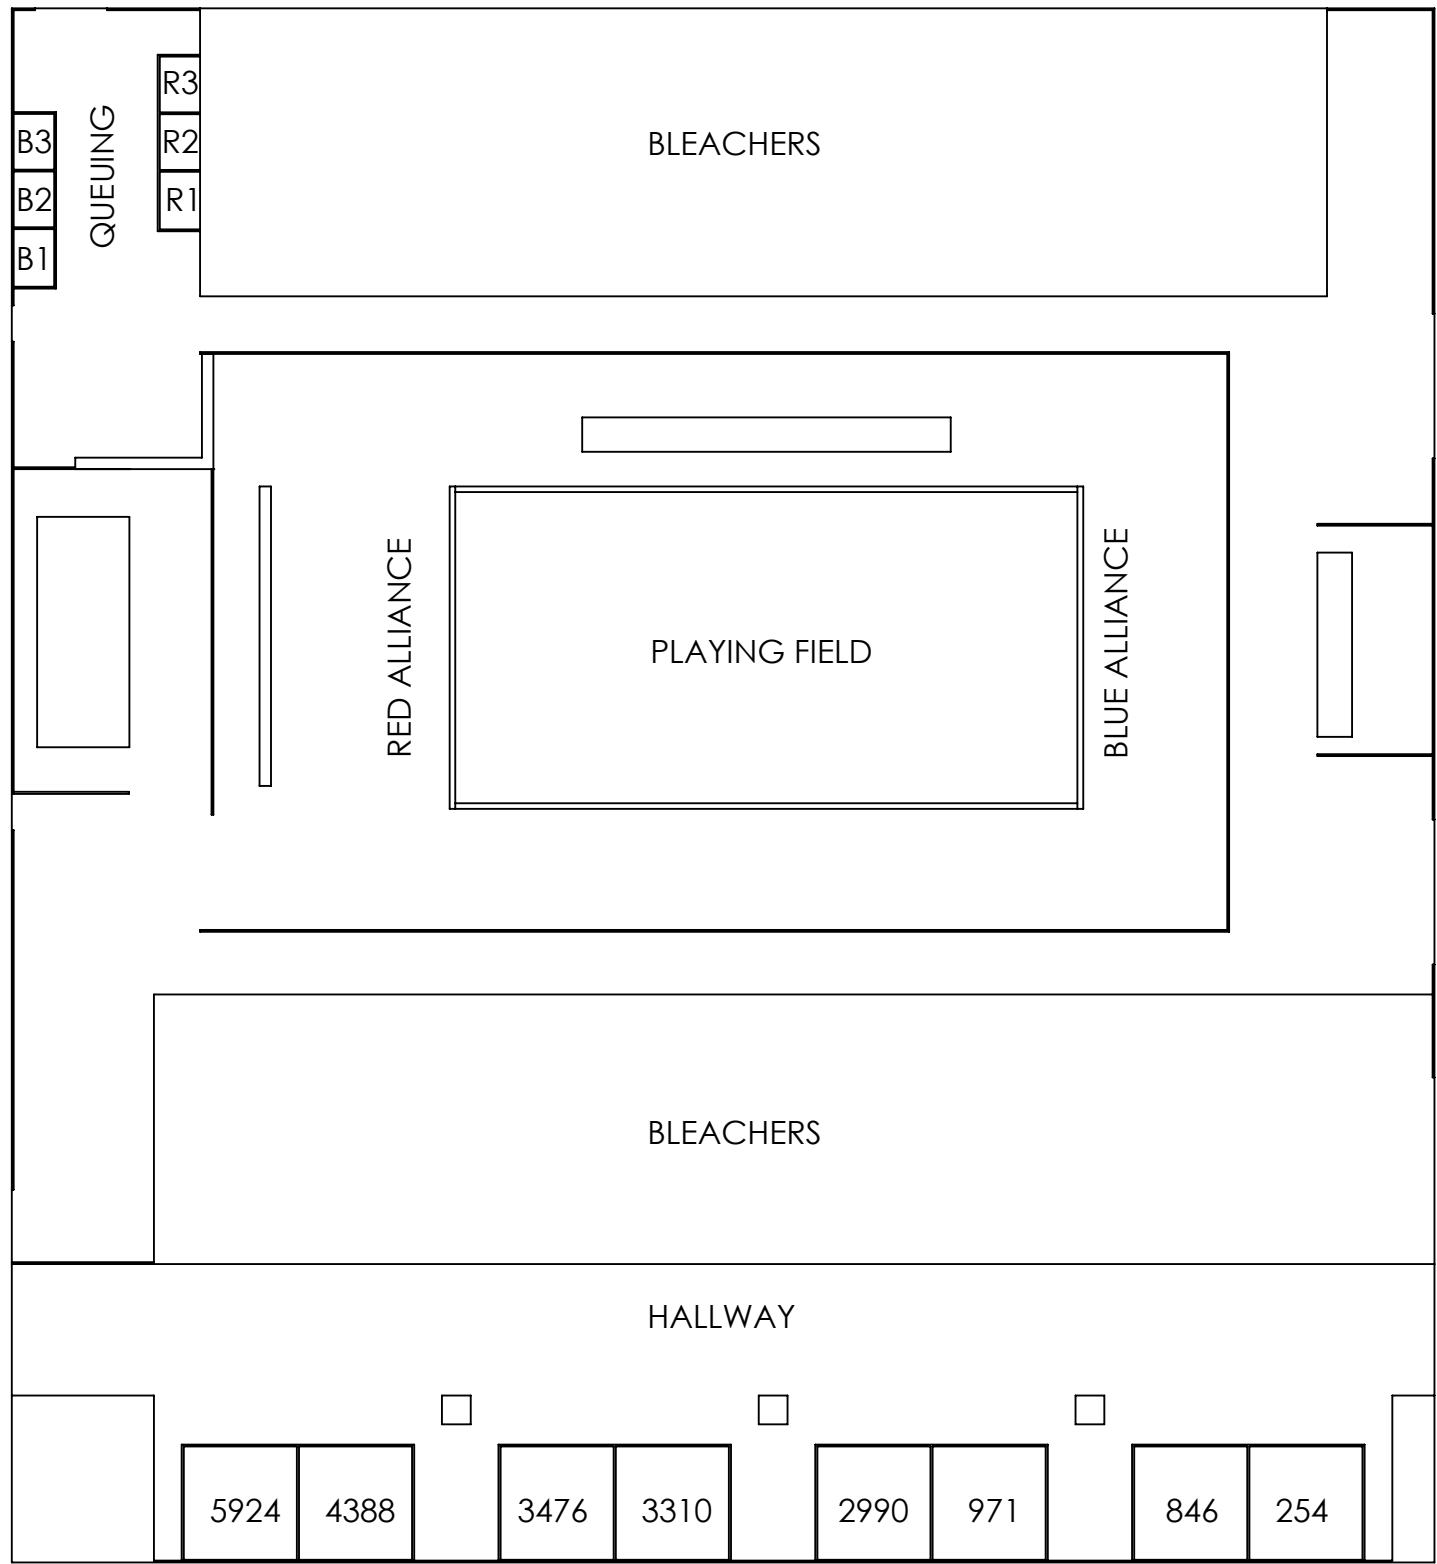 R3
R2
R1
B3
B2
B1
QUEUING
BLEACHERS
RED ALLIANCE
PLAYING FIELD
BLUE ALLIANCE
BLEACHERS
HALLWAY
5924
4388
3476
3310
2990
971
846
254